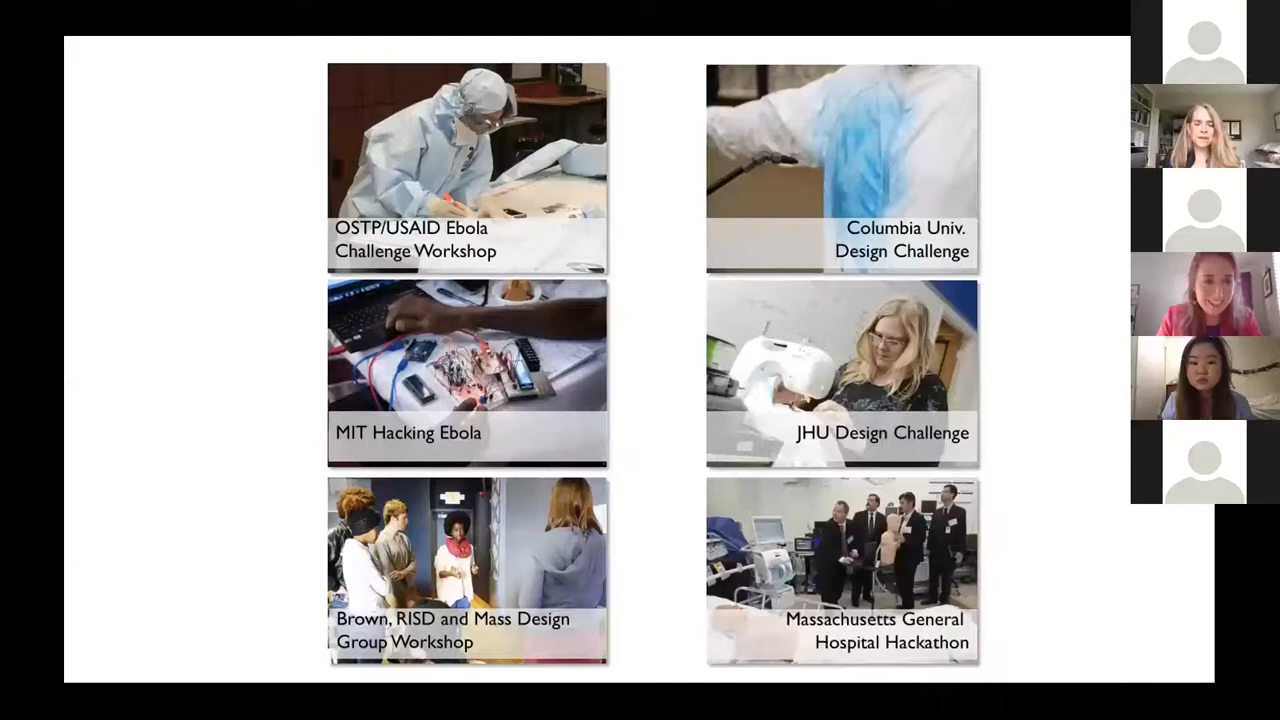 OSTP/USAID Ebola
Challenge Workshop
Columbia Univ.
Design Challenge
MIT Hacking Ebola
JHU Design Challenge
Brown, RISD and Mass Design
Group Workshop
Massachusetts General
Hospital Hackathon